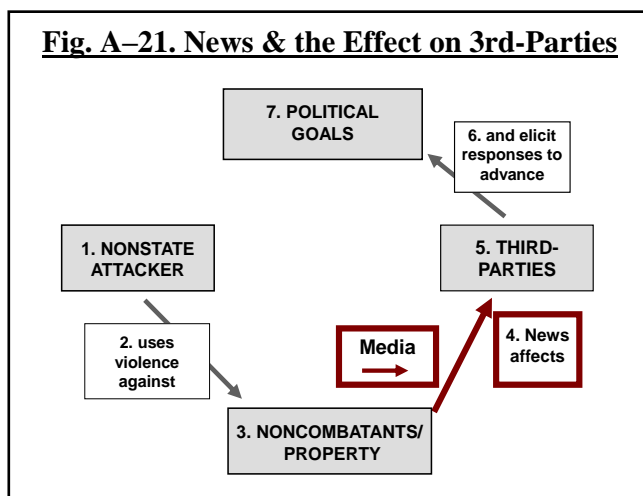 Fig. A–21. News & the Effect on 3rd-Parties
7. POLITICAL
GOALS
6. and elicit
responses to
advance
1. NONSTATE
ATTACKER
5. THIRD-
PARTIES
2. uses
violence
against
Media
4. News
affects
3. NONCOMBATANTS/
PROPERTY